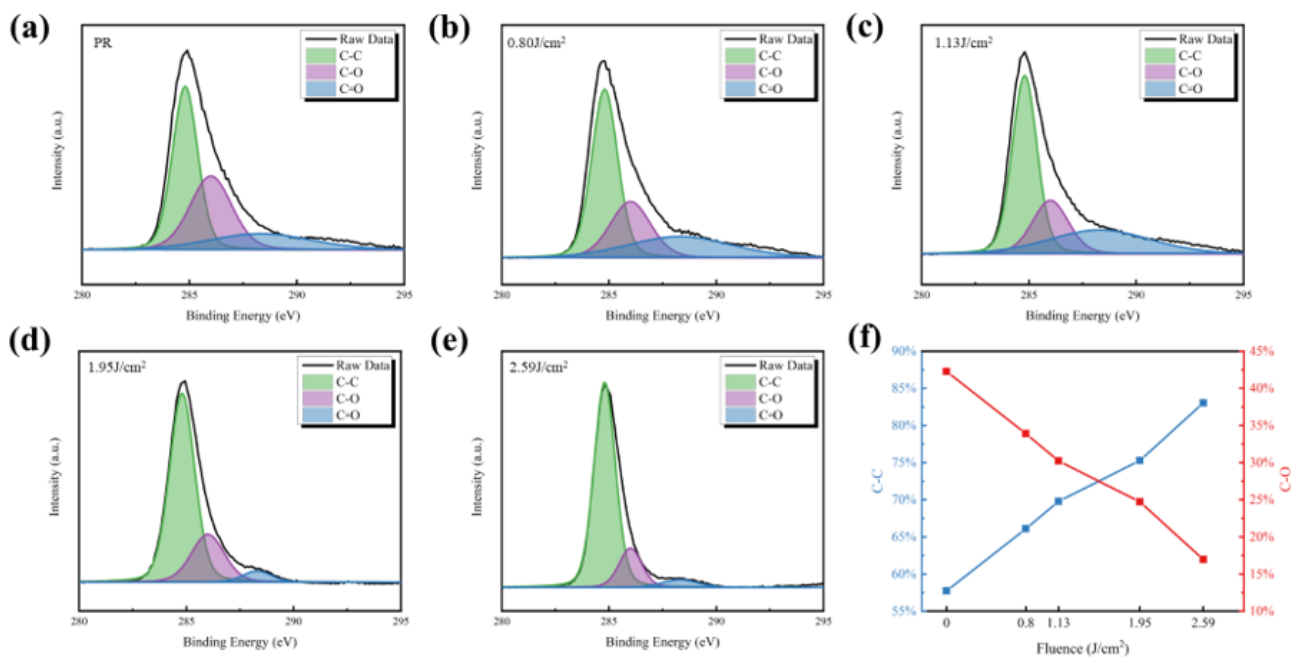 (a)
PR
Raw Data
C-C
C-O
C=O
Intensity (a.u.)
280
285
290
295
Binding Energy (eV)
(b)
0.80J/cm²
Raw Data
C-C
C-O
C=O
Intensity (a.u.)
280
285
290
295
Binding Energy (eV)
(c)
1.13J/cm²
Raw Data
C-C
C-O
C=O
Intensity (a.u.)
280
285
290
295
Binding Energy (eV)
(d)
1.95J/cm²
Raw Data
C-C
C-O
C=O
Intensity (a.u.)
280
285
290
295
Binding Energy (eV)
(e)
2.59J/cm²
Raw Data
C-C
C-O
C=O
Intensity (a.u.)
280
285
290
295
Binding Energy (eV)
(f)
90%
85%
80%
75%
70%
65%
60%
55%
C-C
45%
40%
35%
30%
25%
20%
15%
10%
C-O
0
0.8
1.13
1.95
2.59
Fluence (J/cm²)